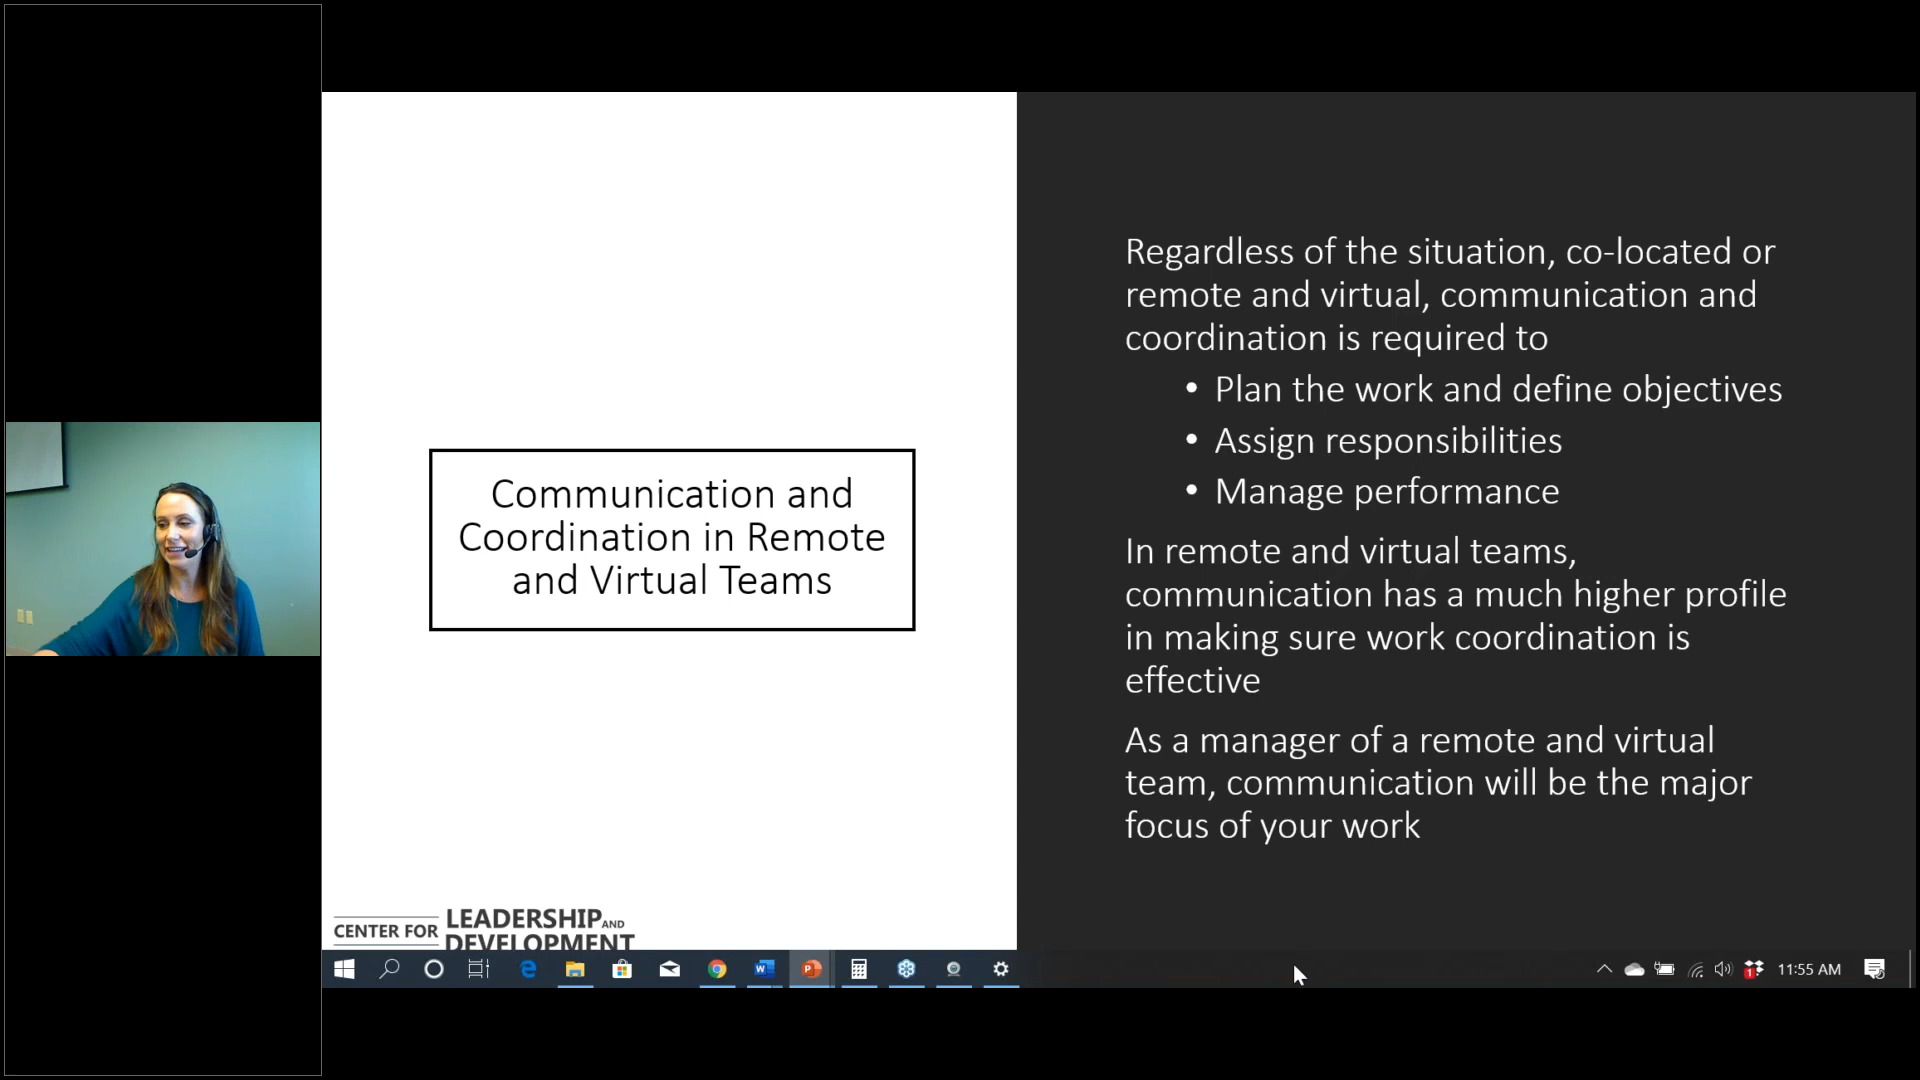 Communication and
Coordination in Remote
and Virtual Teams
CENTER FOR LEADERSHIP AND
DEVELOPMENT
Regardless of the situation, co-located or
remote and virtual, communication and
coordination is required to
• Plan the work and define objectives
• Assign responsibilities
• Manage performance
In remote and virtual teams,
communication has a much higher profile
in making sure work coordination is
effective
As a manager of a remote and virtual
team, communication will be the major
focus of your work
11:55 AM